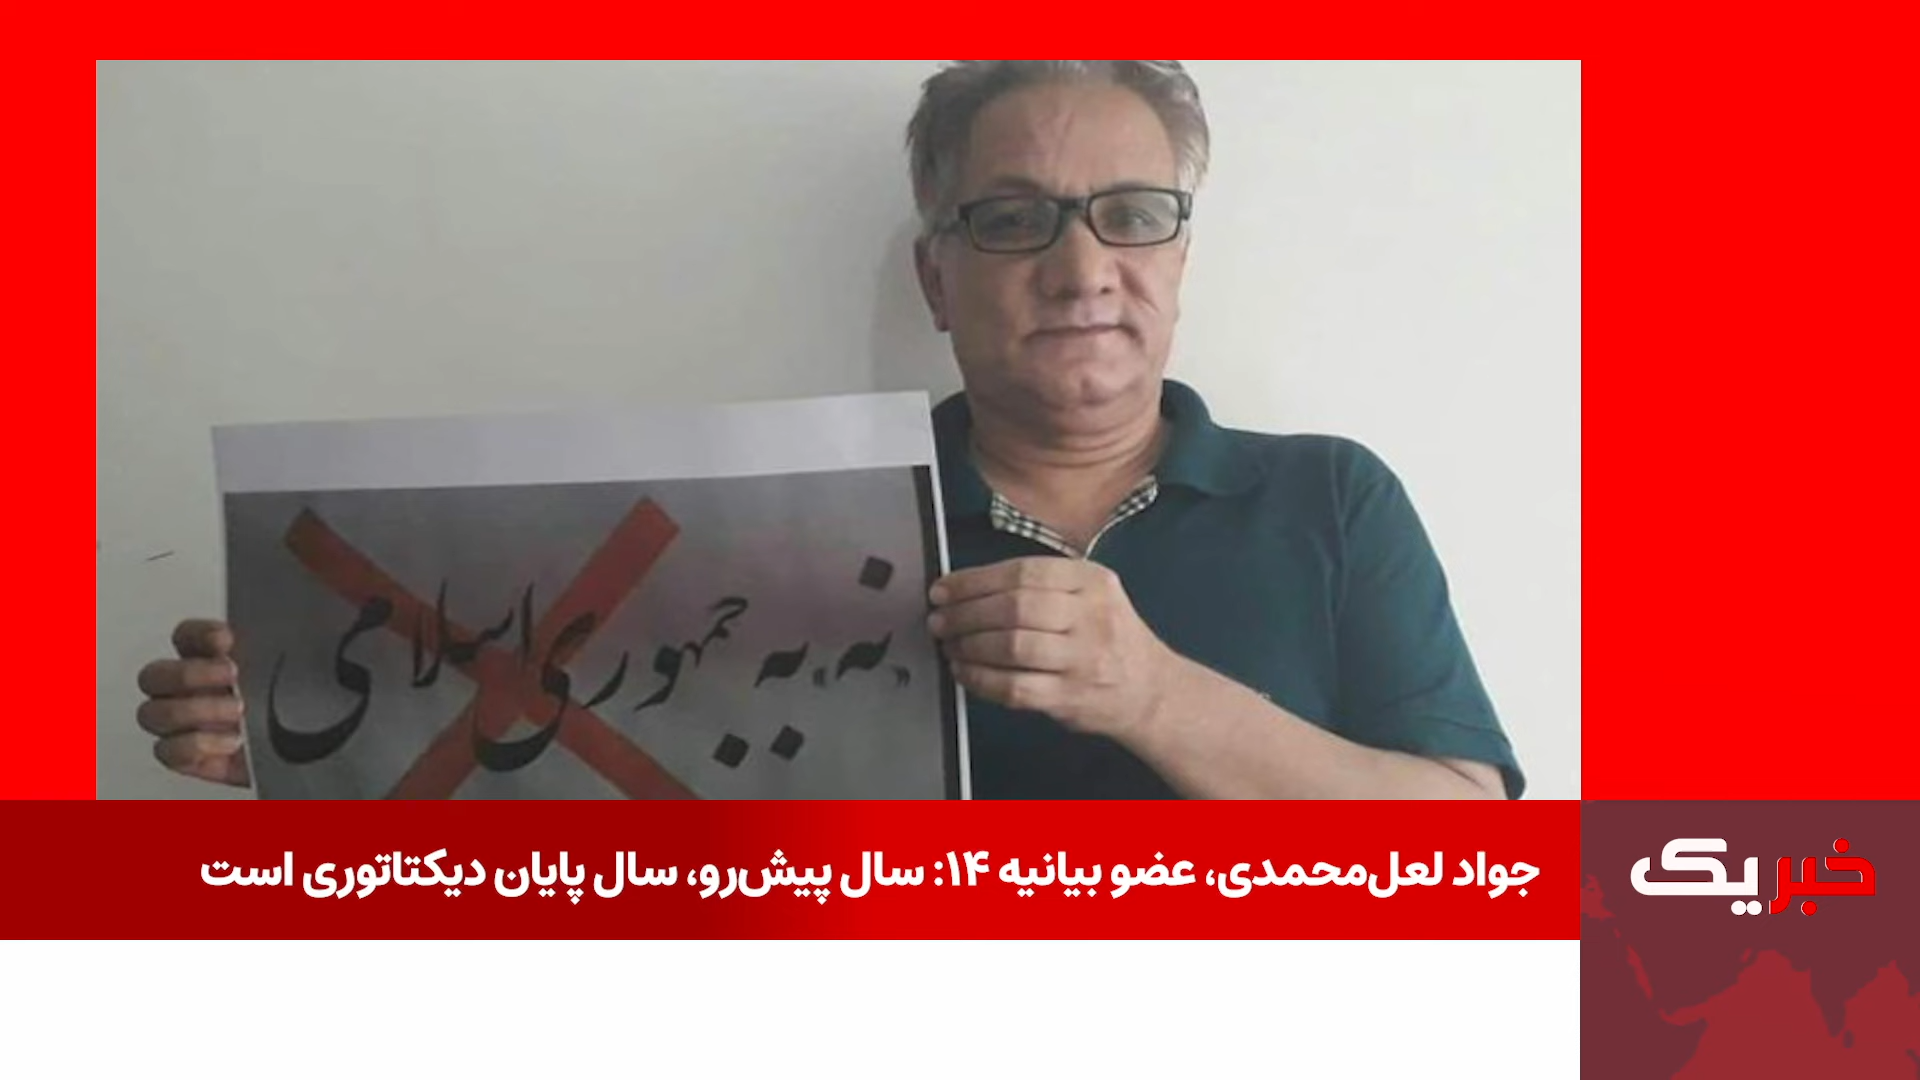 «نه» به جمهوری اسلامی
جواد لعل‌محمدی، عضو بیانیه ۱۴: سال پیش‌رو، سال پایان دیکتاتوری است
خبریک